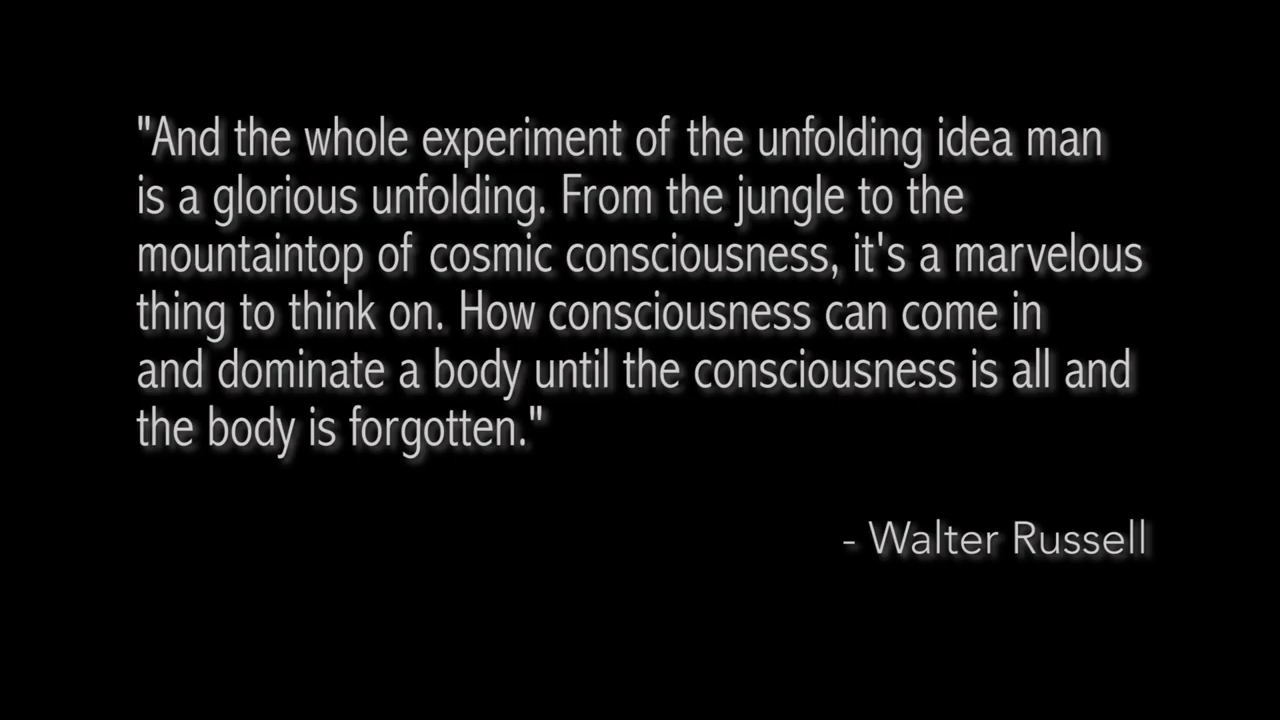 "And the whole experiment of the unfolding idea man
is a glorious unfolding. From the jungle to the
mountaintop of cosmic consciousness, it's a marvelous
thing to think on. How consciousness can come in
and dominate a body until the consciousness is all and
the body is forgotten."
- Walter Russell